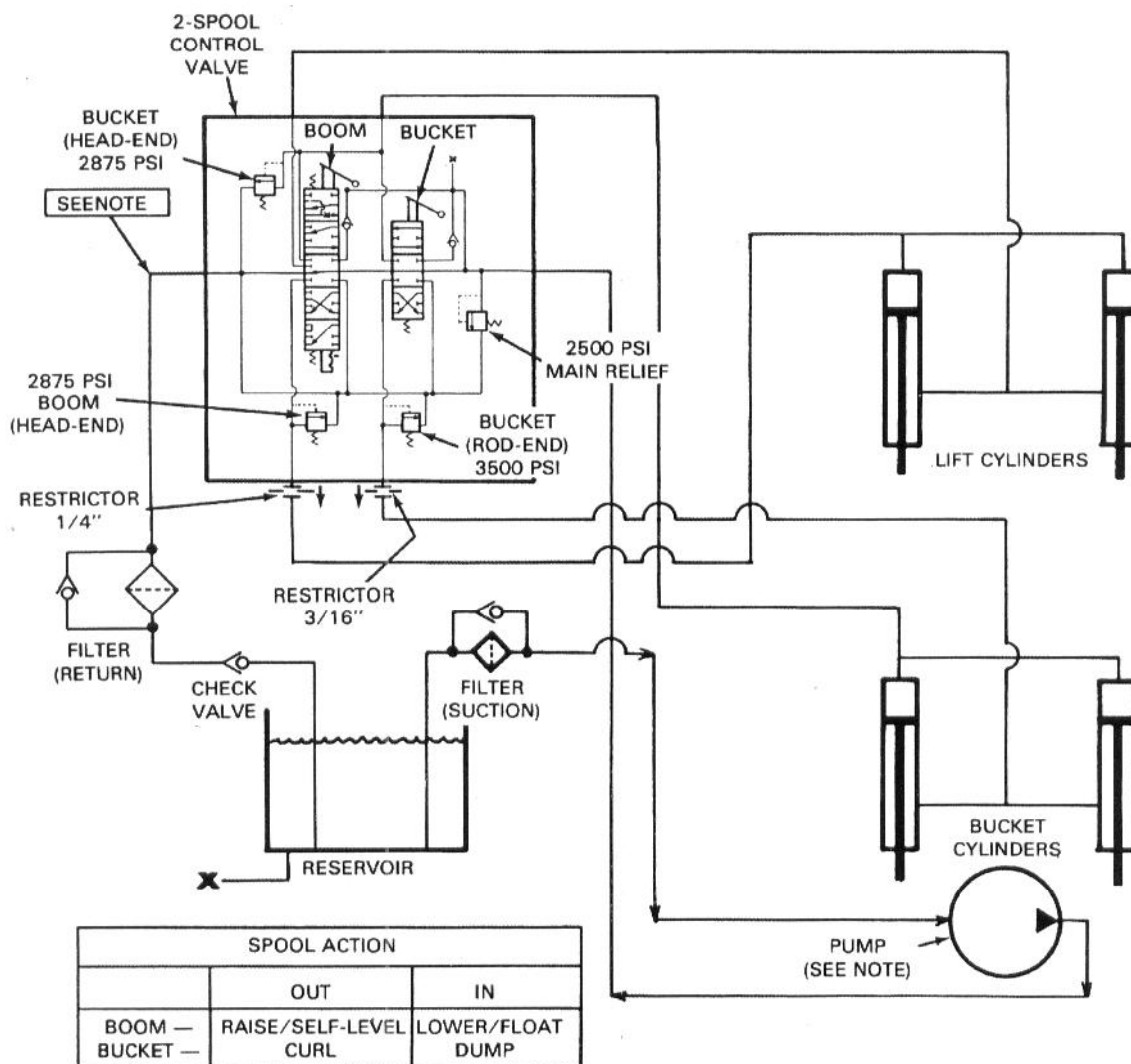 2-SPOOL
CONTROL
VALVE
BUCKET
(HEAD-END)
2875 PSI
BOOM
BUCKET
SEENOTE
2500 PSI
MAIN RELIEF
2875 PSI
BOOM
(HEAD-END)
BUCKET
(ROD-END)
3500 PSI
LIFT CYLINDERS
RESTRICTOR
1/4"
RESTRICTOR
3/16"
FILTER
(RETURN)
CHECK
VALVE
FILTER
(SUCTION)
RESERVOIR
BUCKET
CYLINDERS
PUMP
(SEE NOTE)
SPOOL ACTION
OUT IN
BOOM — RAISE/SELF-LEVEL LOWER/FLOAT
BUCKET — CURL DUMP